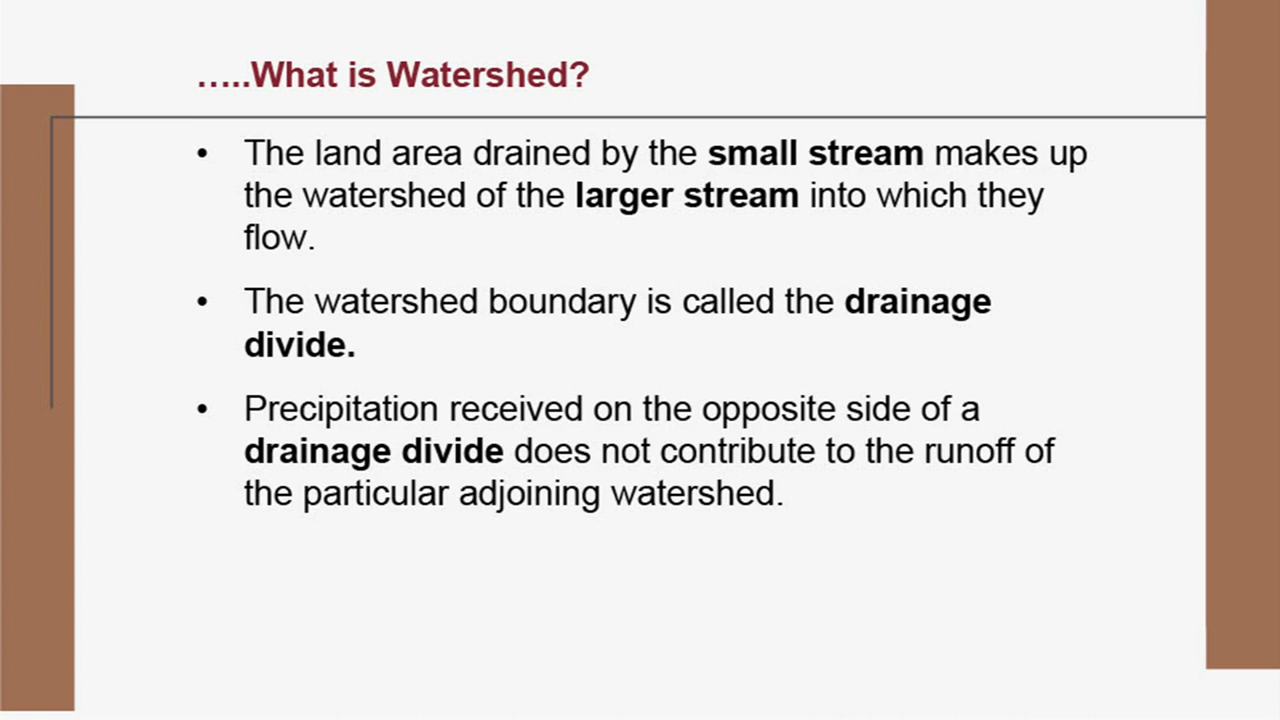 .....What is Watershed?
• The land area drained by the small stream makes up
the watershed of the larger stream into which they
flow.
• The watershed boundary is called the drainage
divide.
• Precipitation received on the opposite side of a
drainage divide does not contribute to the runoff of
the particular adjoining watershed.